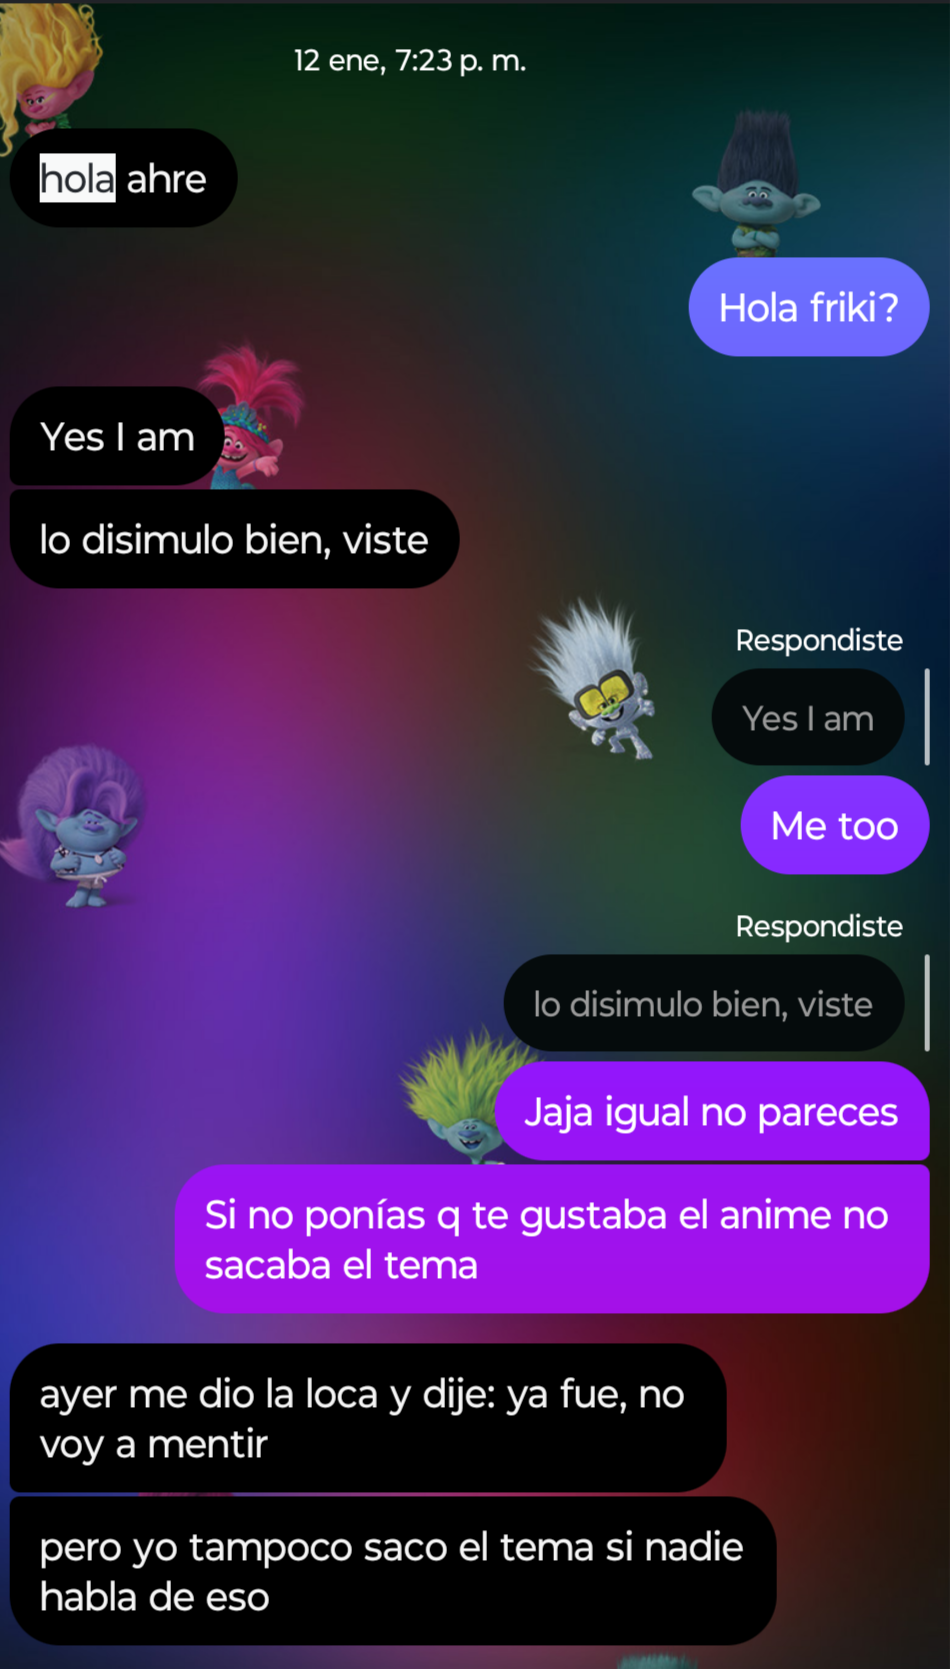 12 ene, 7:23 p. m.
hola ahre
Hola friki?
Yes I am
lo disimulo bien, viste
Respondiste
Yes I am
Me too
Respondiste
lo disimulo bien, viste
Jaja igual no pareces
Si no ponías q te gustaba el anime no
sacaba el tema
ayer me dio la loca y dije: ya fue, no
voy a mentir
pero yo tampoco saco el tema si nadie
habla de eso